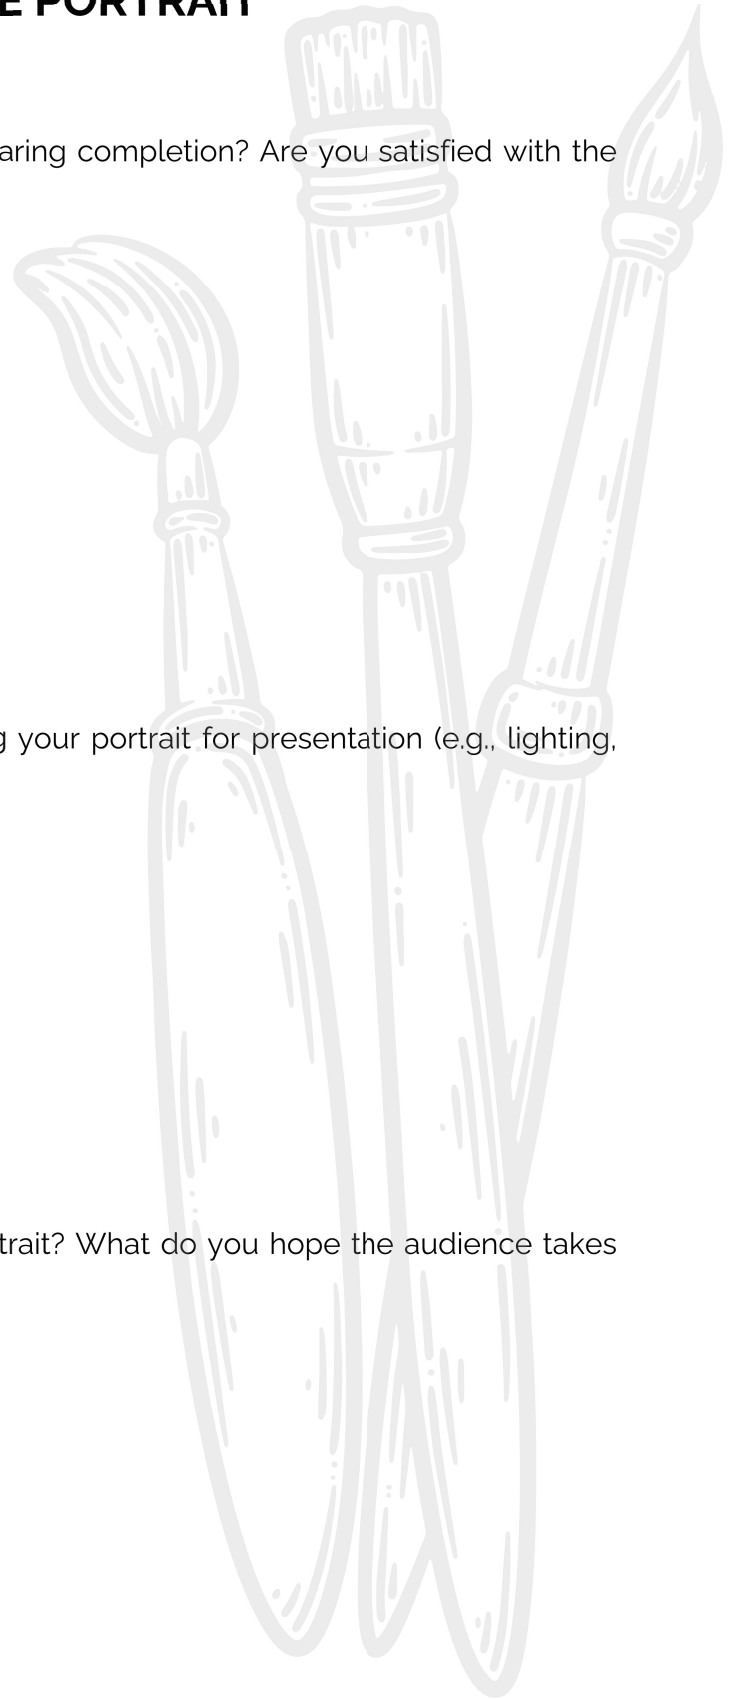 E PORTRAIT
aring completion? Are you satisfied with the
g your portrait for presentation (e.g., lighting,
trait? What do you hope the audience takes